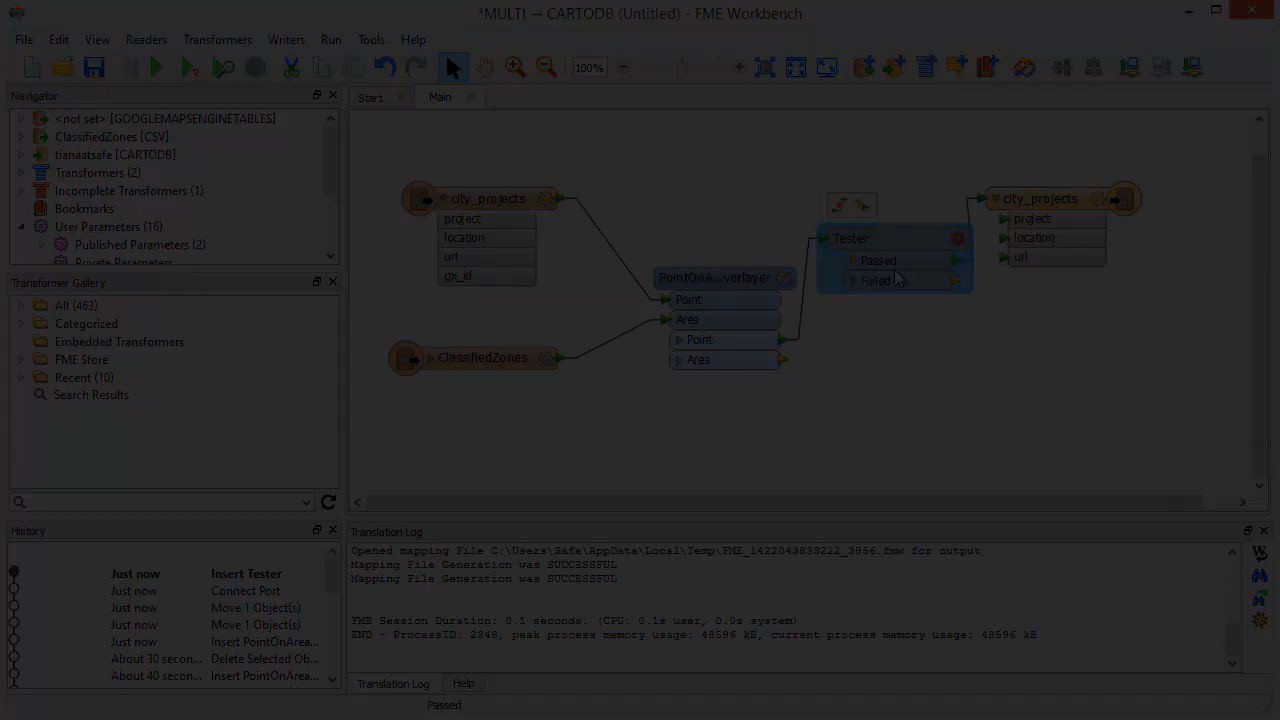 *MULTI → CARTODB (Untitled) - FME Workbench
File Edit View Readers Transformers Writers Run Tools Help
100%
Navigator
<not set> [GOOGLEMAPSENGINETABLES]
ClassifiedZones [CSV]
tianaatsafe [CARTODB]
Transformers (2)
Incomplete Transformers (1)
Bookmarks
User Parameters (16)
Published Parameters (2)
Transformer Gallery
All (463)
Categorized
Embedded Transformers
FME Store
Recent (10)
Search Results
History
Just now Insert Tester
Just now Connect Port
Just now Move 1 Object(s)
Just now Move 1 Object(s)
Just now Insert PointOnArea...
About 30 secon... Delete Selected Ob...
About 40 secon... Insert PointOnArea...
Start Main
city_projects
project
location
url
gx_id
ClassifiedZones
PointOnA...verlayer
Point
Area
Point
Area
Tester
Passed
Failed
city_projects
project
location
url
Translation Log
Opened mapping File C:\Users\Safe\AppData\Local\Temp\FME_1422043833222_3856.fmw for output
Mapping File Generation was SUCCESSFUL
Mapping File Generation was SUCCESSFUL
FME Session Duration: 0.1 seconds. (CPU: 0.1s user, 0.0s system)
END - ProcessID: 2348, peak process memory usage: 48596 kB, current process memory usage: 48596 kB
Translation Log Help
Passed